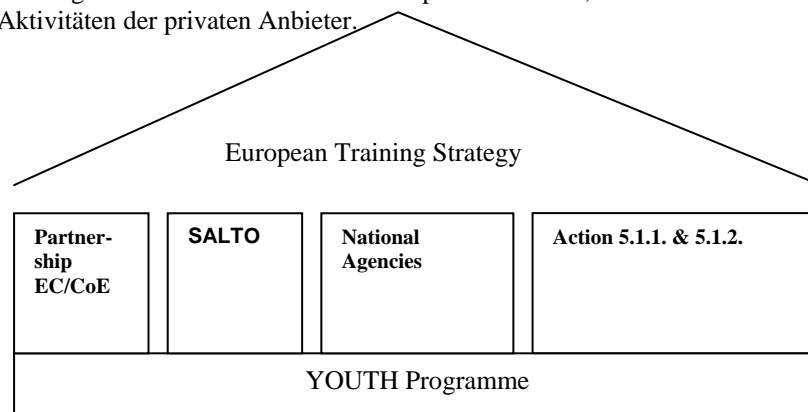 Aktivitäten der privaten Anbieter.
European Training Strategy
Partner-
ship
EC/CoE
SALTO
National
Agencies
Action 5.1.1. & 5.1.2.
YOUTH Programme